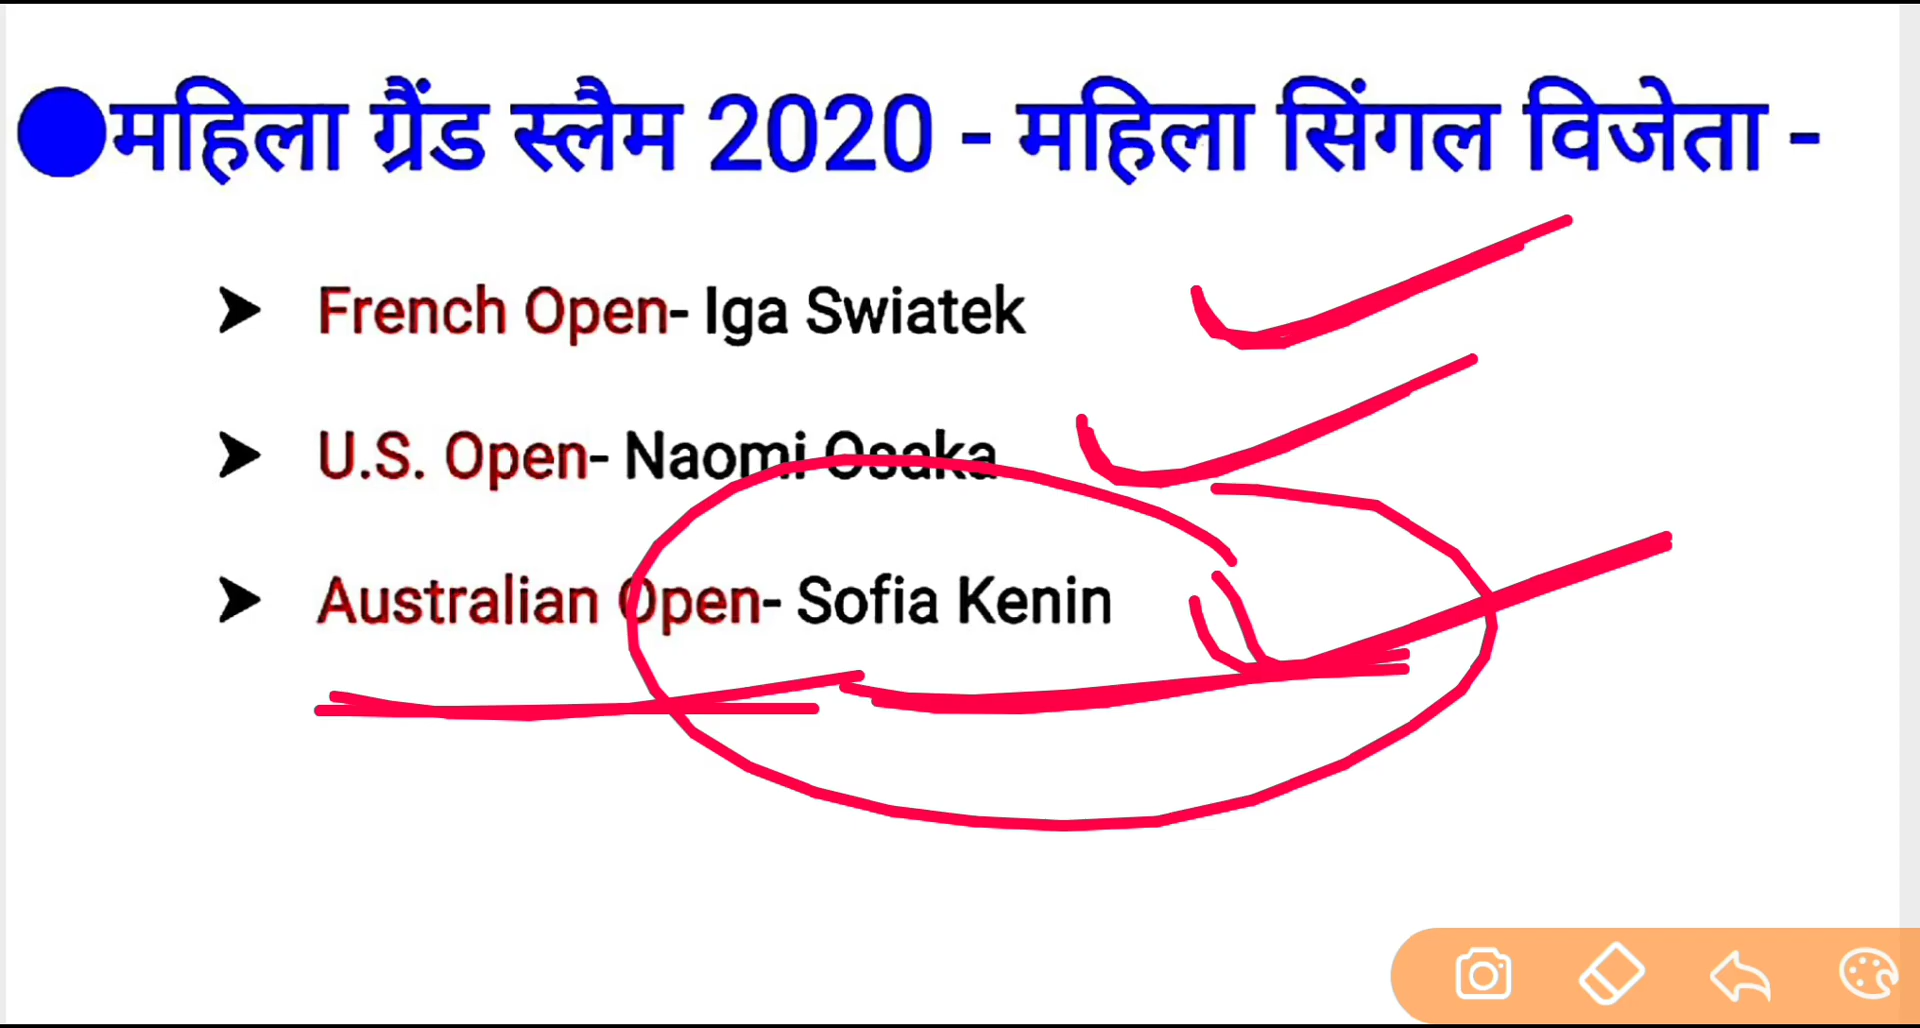 महिला ग्रैंड स्लैम 2020 - महिला सिंगल विजेता -
➤ French Open- Iga Swiatek
➤ U.S. Open- Naomi Osaka
➤ Australian Open- Sofia Kenin